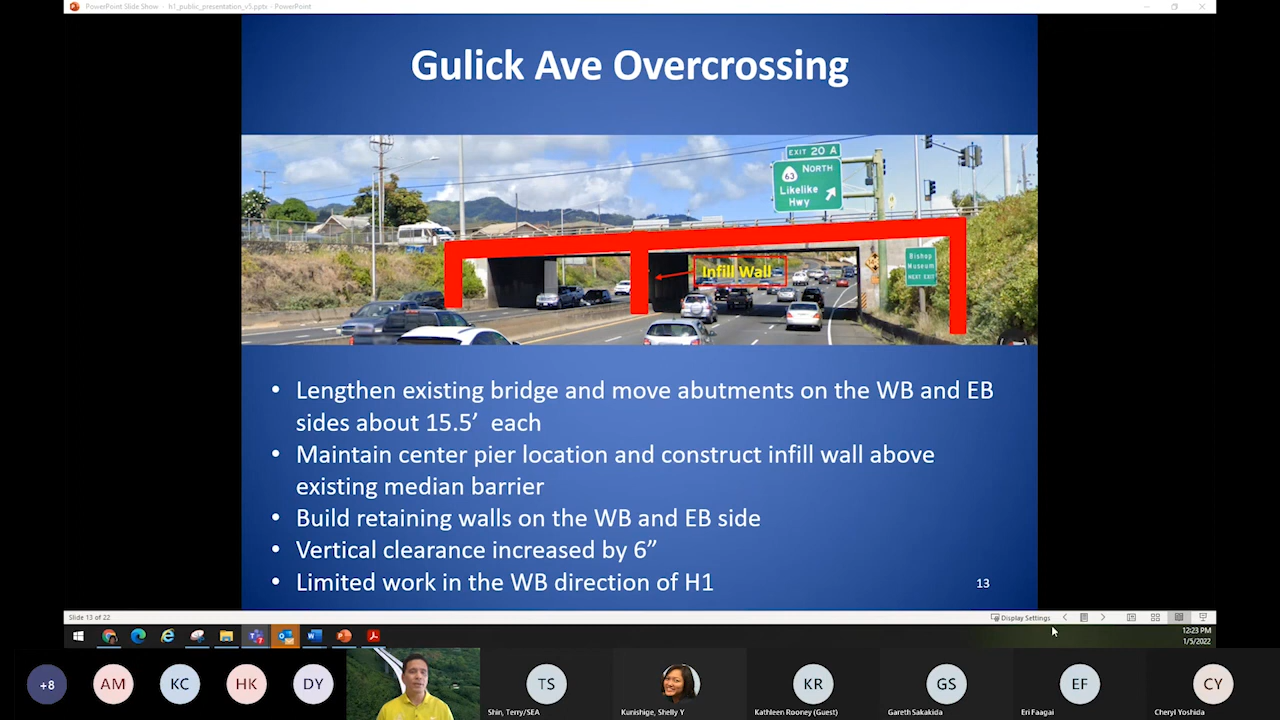 PowerPoint Slide Show - h1_public_presentation_v5.pptx - PowerPoint
Gulick Ave Overcrossing
EXIT 20 A
63 NORTH
Likelike
Hwy
Bishop
Museum
NEXT EXIT
Infill Wall
• Lengthen existing bridge and move abutments on the WB and EB
sides about 15.5’ each
• Maintain center pier location and construct infill wall above
existing median barrier
• Build retaining walls on the WB and EB side
• Vertical clearance increased by 6”
• Limited work in the WB direction of H1
13
Slide 13 of 22
Display Settings
12:23 PM
1/5/2022
+8
AM
KC
HK
DY
TS
KR
GS
EF
CY
Shin, Terry/SEA
Kunishige, Shelly Y
Kathleen Rooney (Guest)
Gareth Sakakida
Eri Faagai
Cheryl Yoshida